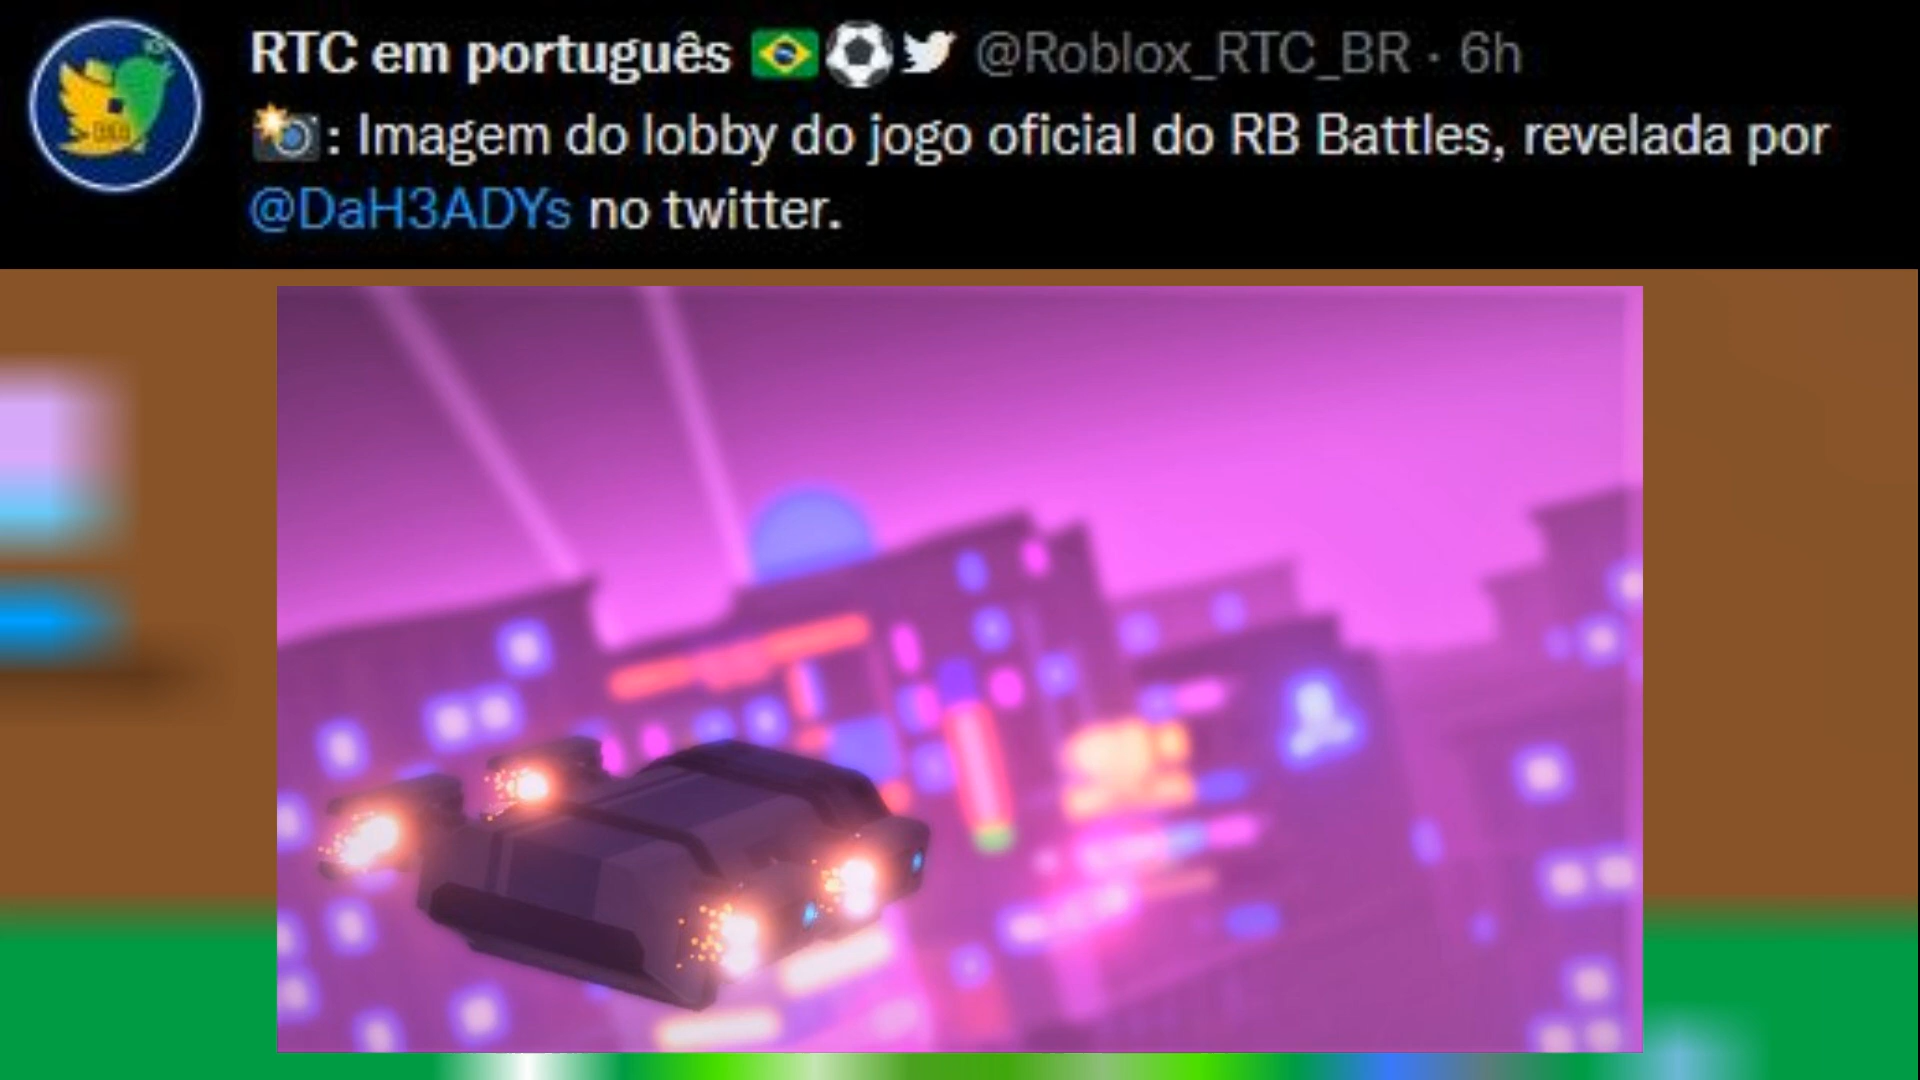 RTC em português 🇧🇷⚽ @Roblox_RTC_BR · 6h
📸: Imagem do lobby do jogo oficial do RB Battles, revelada por
@DaH3ADYs no twitter.